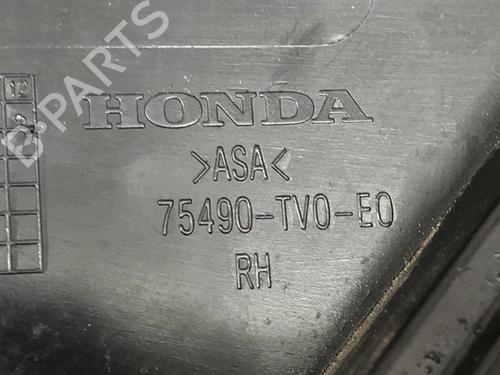 B-PARTS
12
HONDA
>ASA<
75490-TV0-E0
RH